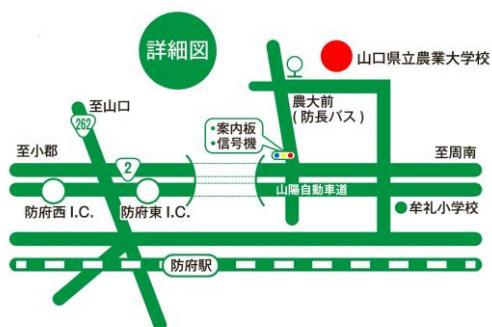 詳細図
山口県立農業大学校
農大前
(防長バス)
至山口
262
・案内板
・信号機
至小郡
2
至周南
山陽自動車道
防府西 I.C.
防府東 I.C.
牟礼小学校
防府駅